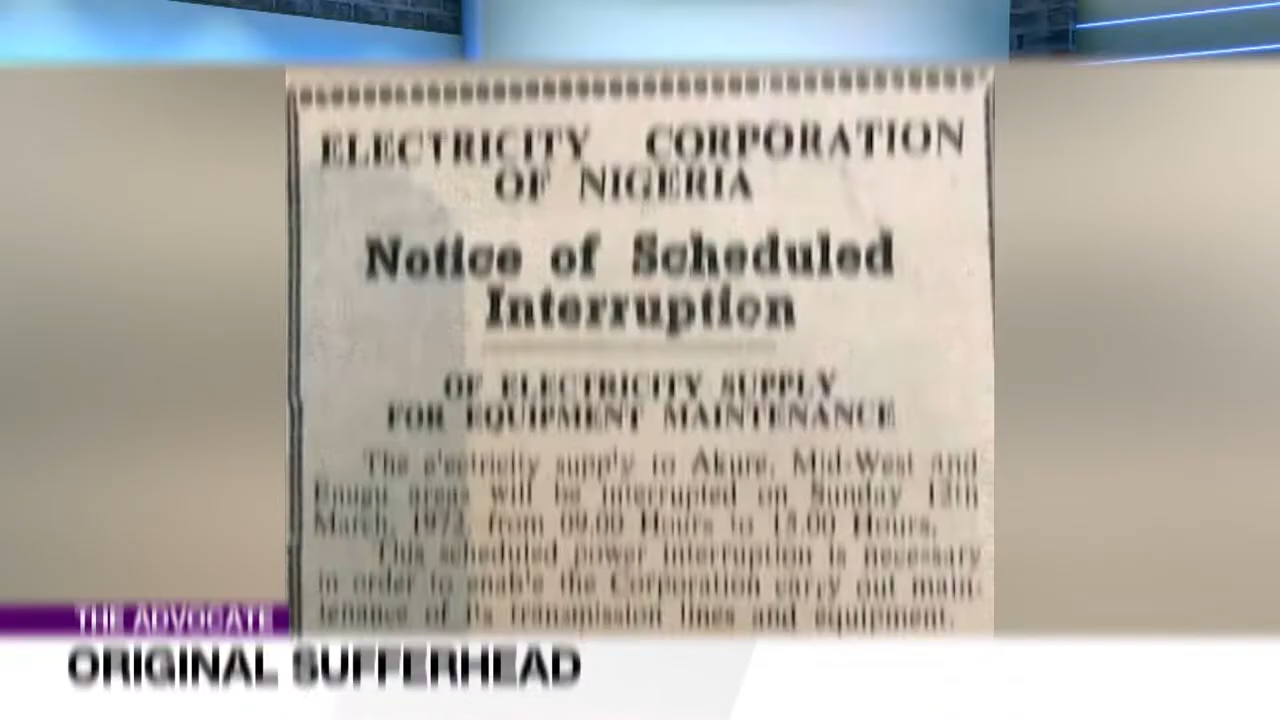 ELECTRICITY CORPORATION
OF NIGERIA
Notice of Scheduled
Interruption
OF ELECTRICITY SUPPLY
FOR EQUIPMENT MAINTENANCE
The electricity supply to Akure, Mid-West and
Enugu areas will be interrupted on Sunday 12th
March, 1972, from 09.00 Hours to 15.00 Hours.
This scheduled power interruption is necessary
in order to enable the Corporation carry out main-
tenance of its transmission lines and equipment.
THE ADVOCATE
ORIGINAL SUFFERHEAD